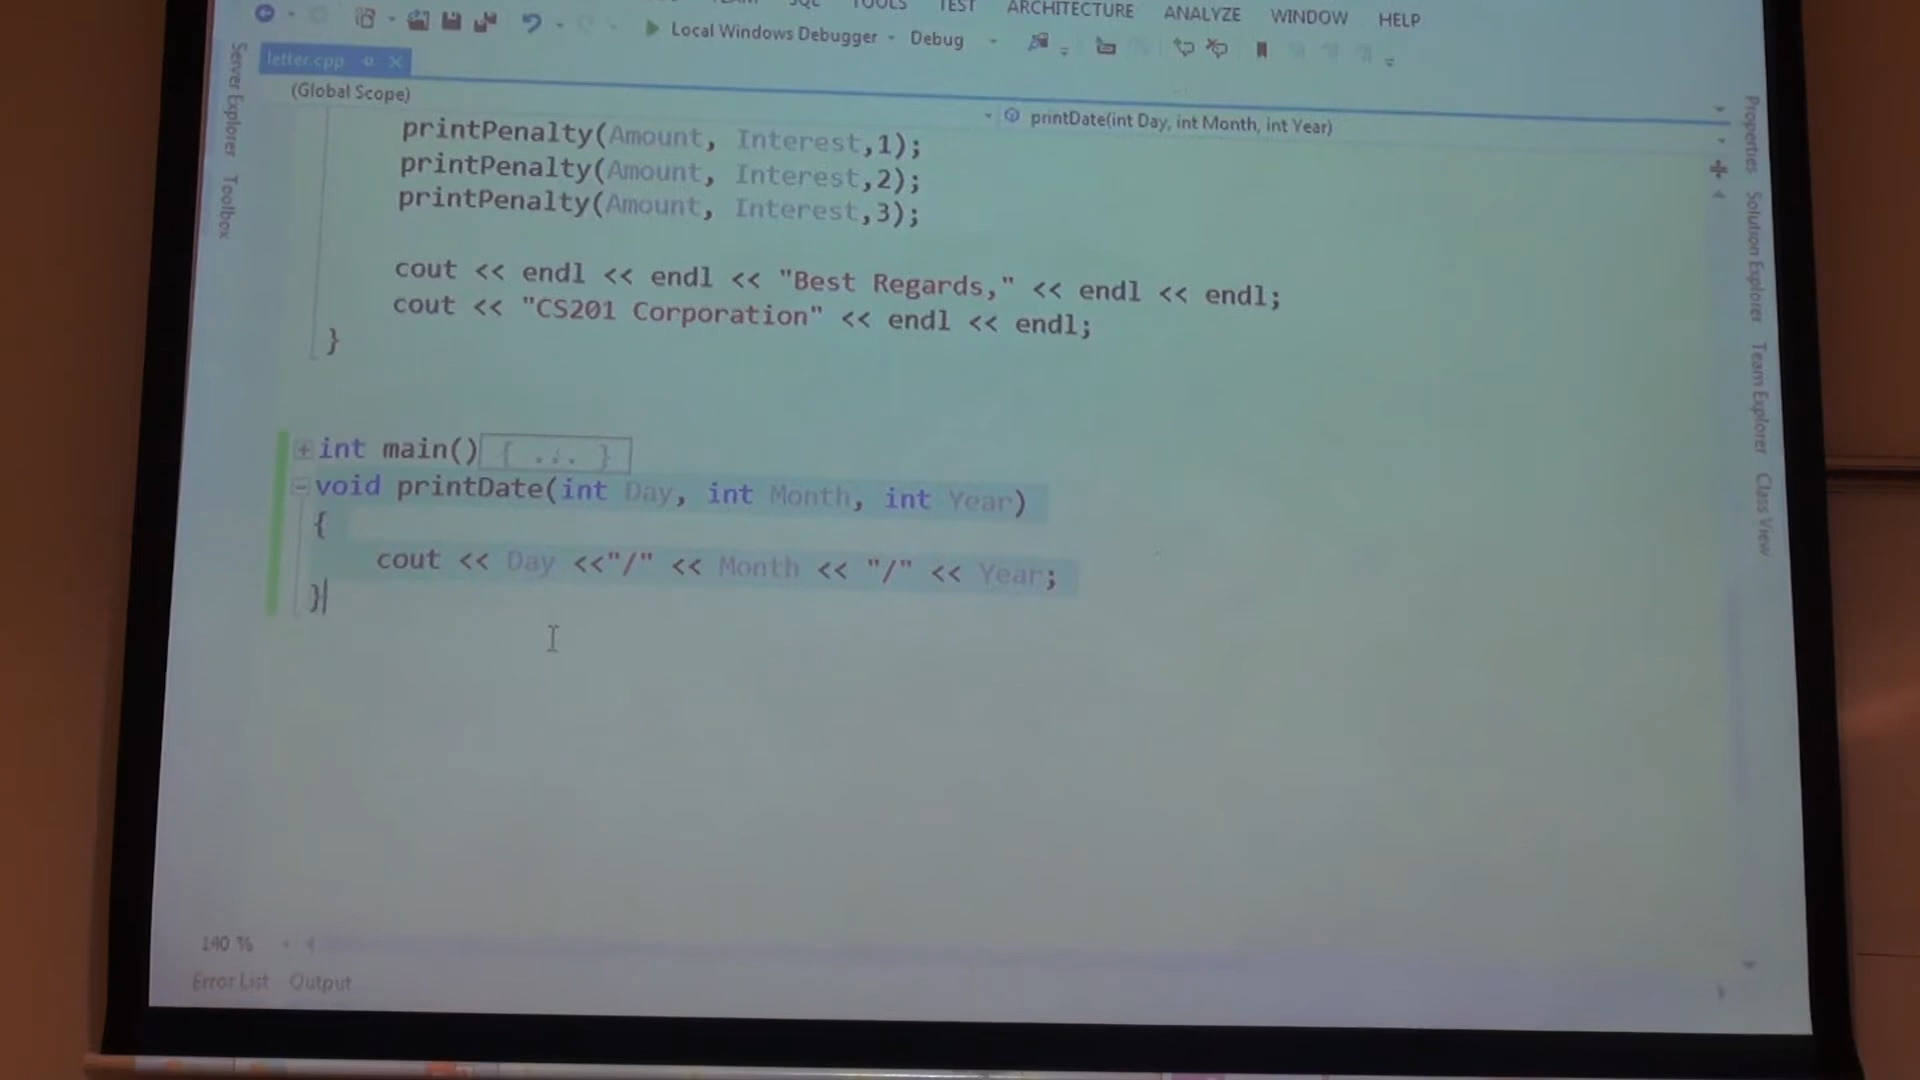 TOOLS TEST ARCHITECTURE ANALYZE WINDOW HELP
Local Windows Debugger Debug
letter.cpp
(Global Scope)
printDate(int Day, int Month, int Year)
printPenalty(Amount, Interest,1);
printPenalty(Amount, Interest,2);
printPenalty(Amount, Interest,3);
cout << endl << endl << "Best Regards," << endl << endl;
cout << "CS201 Corporation" << endl << endl;
}
int main(){ ... }
void printDate(int Day, int Month, int Year)
{
cout << Day <<"/" << Month << "/" << Year;
}
140 %
Error List Output
Server Explorer
Toolbox
Properties
Solution Explorer
Team Explorer
Class View